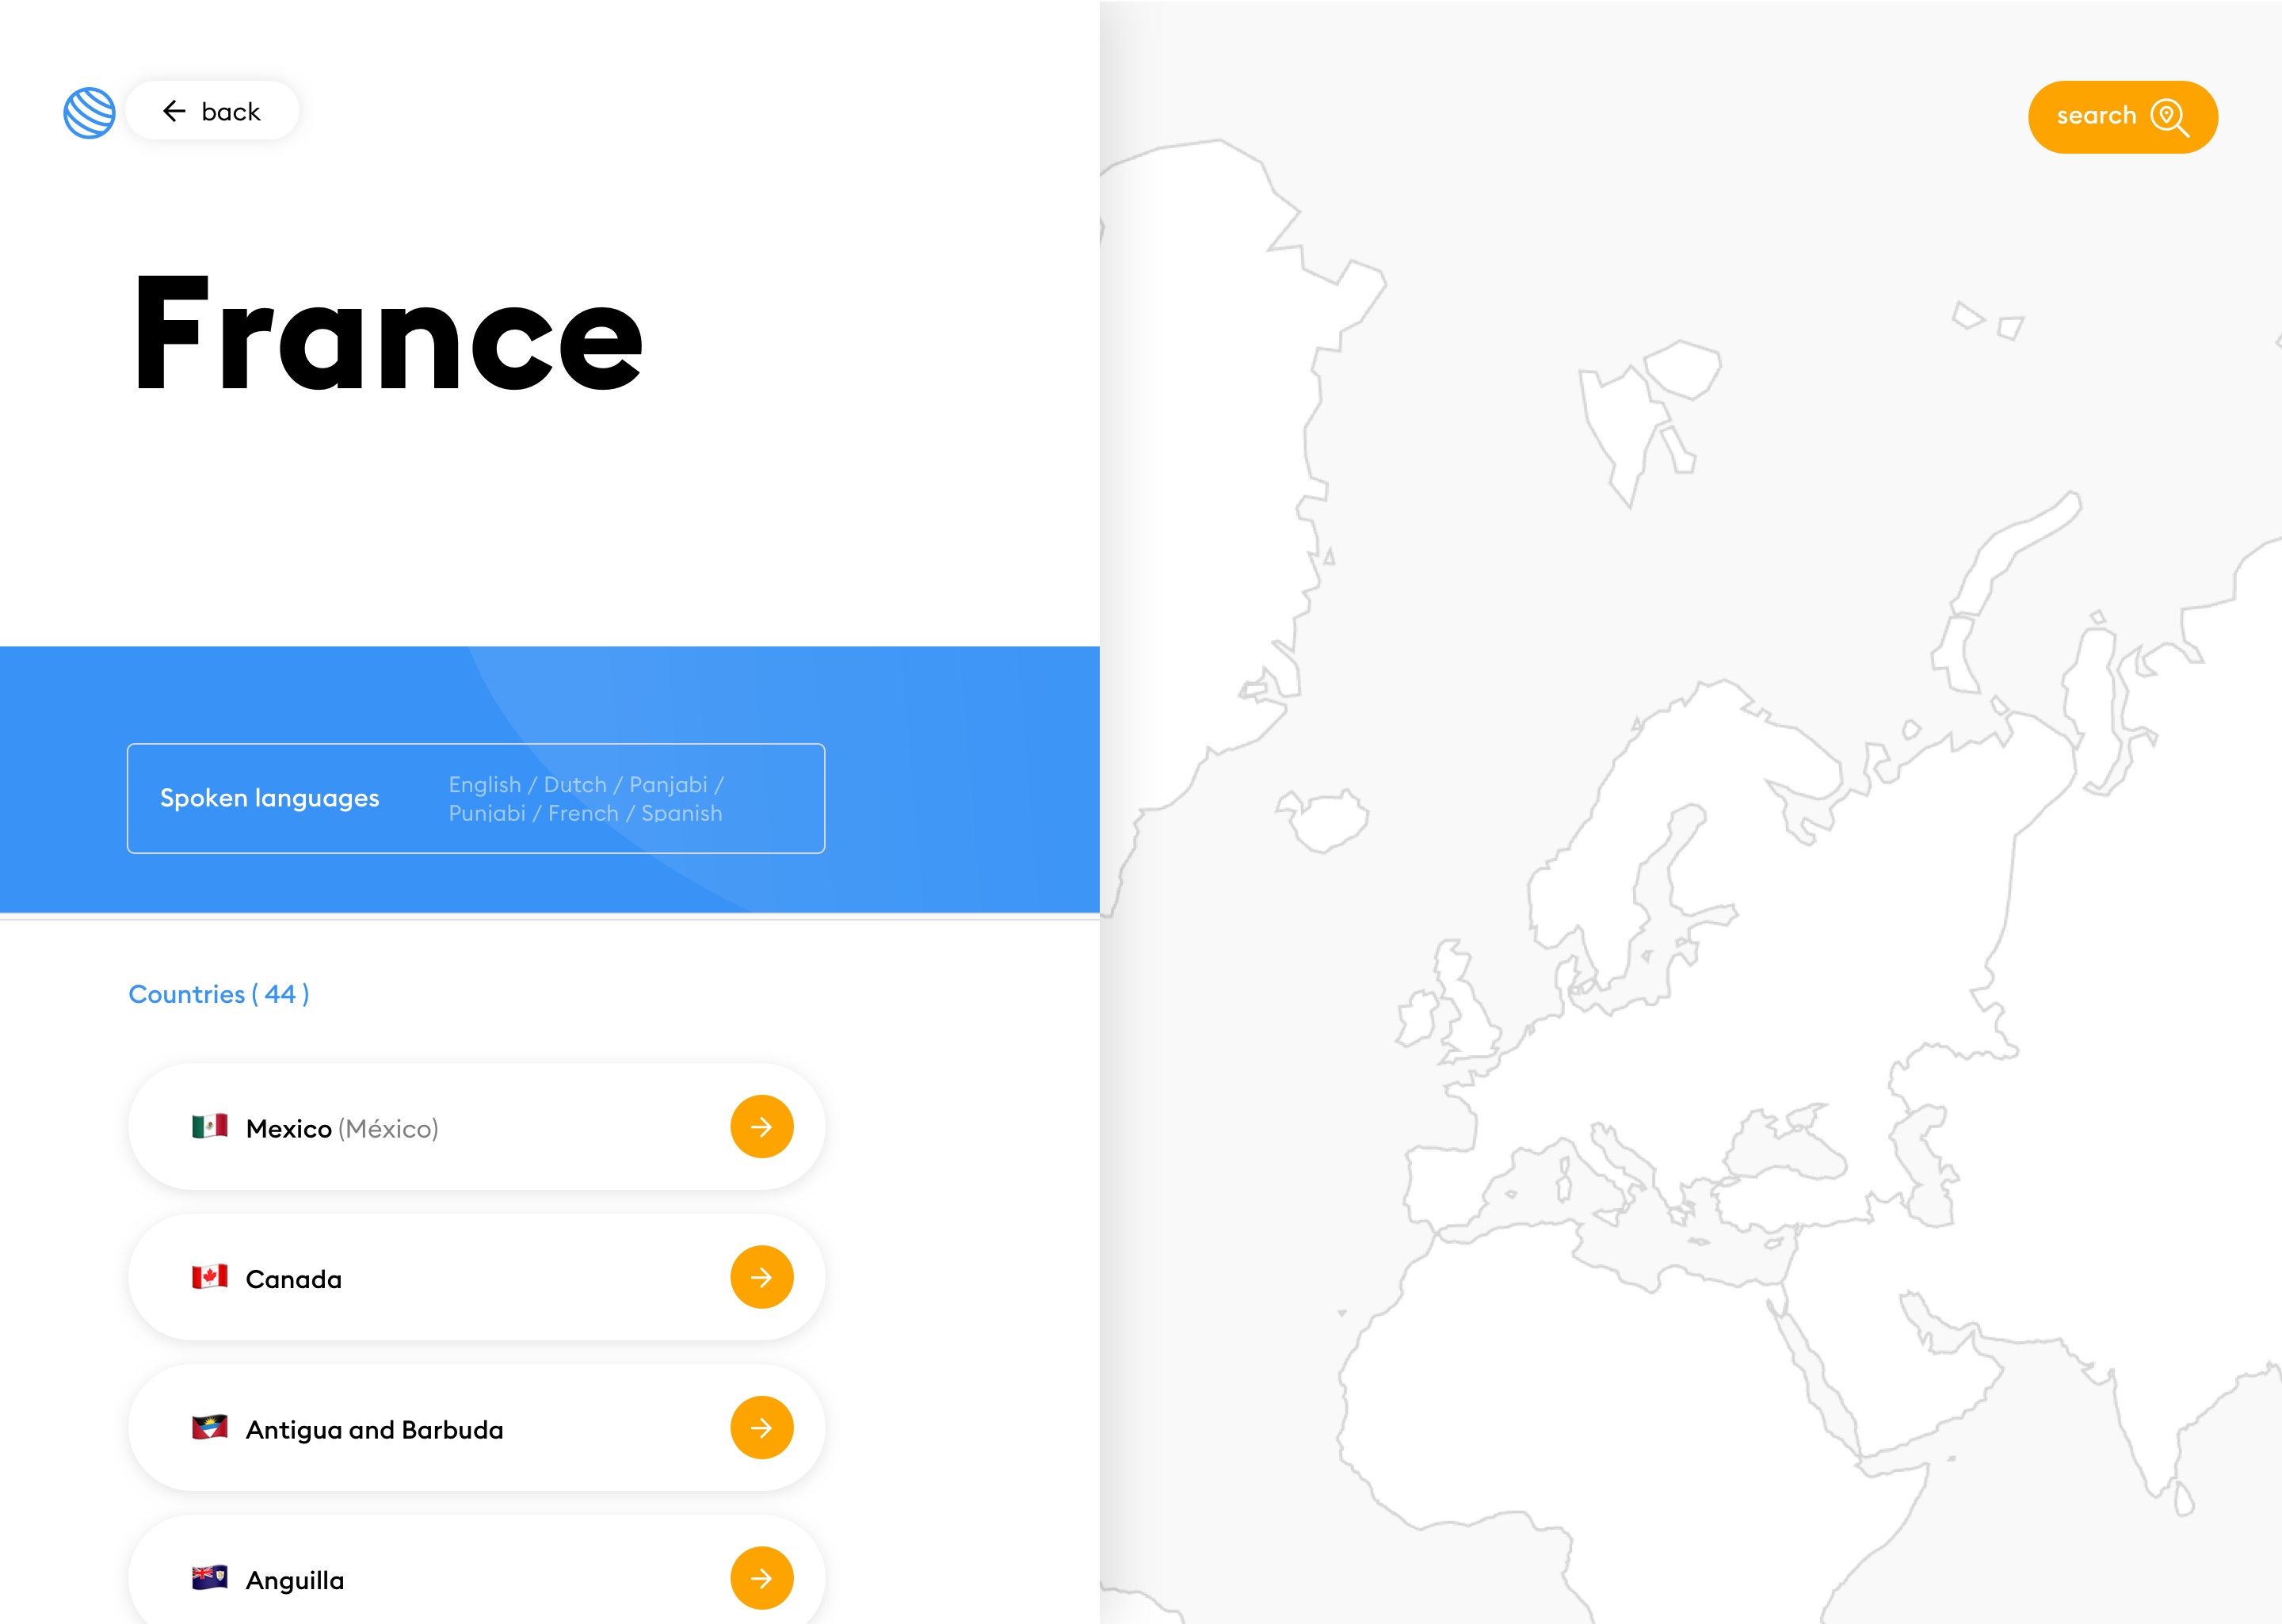 back
search
France
Spoken languages
English / Dutch / Panjabi /
Punjabi / French / Spanish
Countries ( 44 )
Mexico (México)
Canada
Antigua and Barbuda
Anguilla